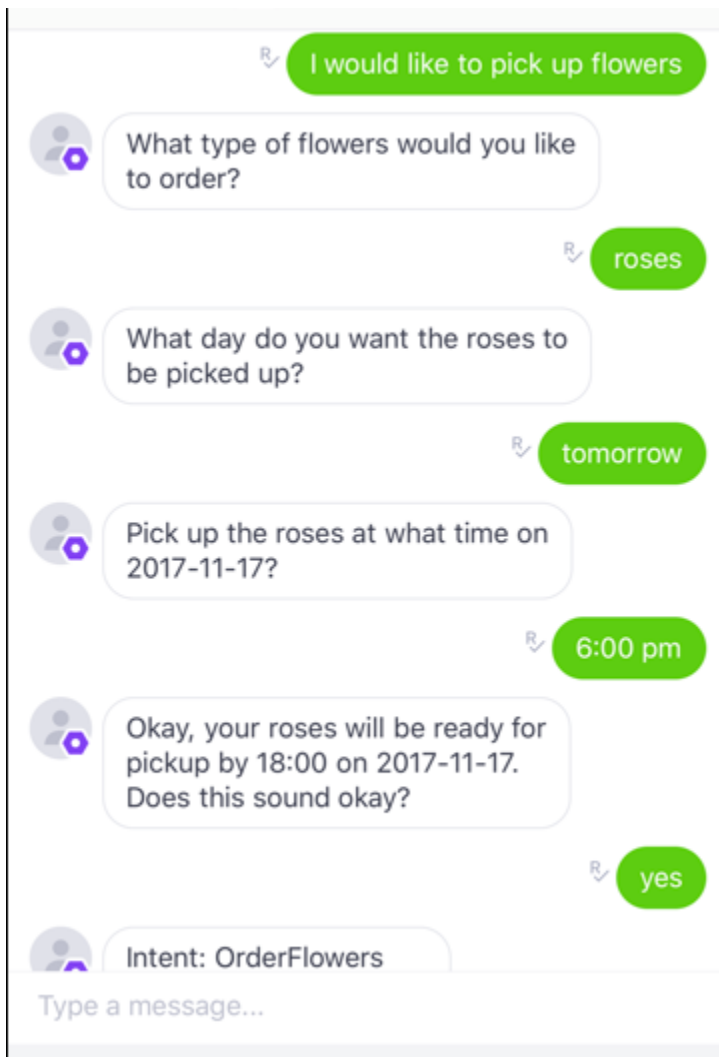 I would like to pick up flowers
What type of flowers would you like
to order?
roses
What day do you want the roses to
be picked up?
tomorrow
Pick up the roses at what time on
2017-11-17?
6:00 pm
Okay, your roses will be ready for
pickup by 18:00 on 2017-11-17.
Does this sound okay?
yes
Intent: OrderFlowers
Type a message...